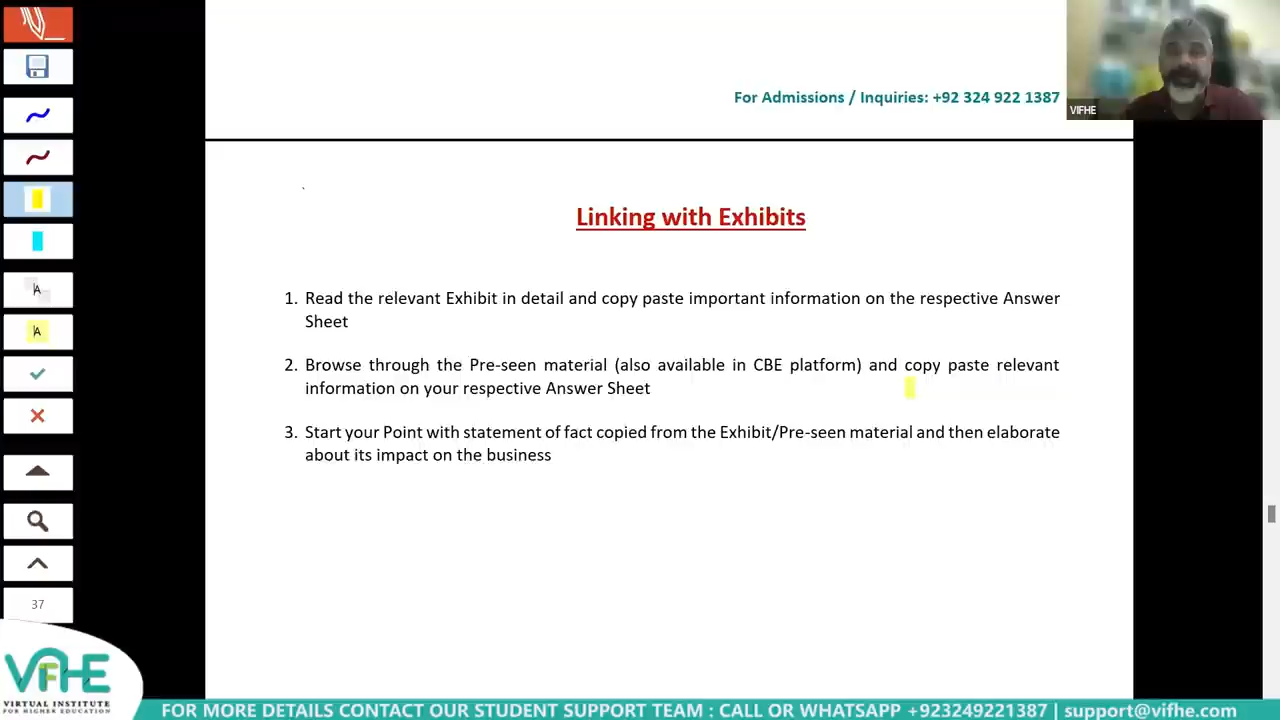 For Admissions / Inquiries: +92 324 922 1387
VIFHE
Linking with Exhibits
1. Read the relevant Exhibit in detail and copy paste important information on the respective Answer
Sheet
2. Browse through the Pre-seen material (also available in CBE platform) and copy paste relevant
information on your respective Answer Sheet
3. Start your Point with statement of fact copied from the Exhibit/Pre-seen material and then elaborate
about its impact on the business
A
A
37
VIFHE
VIRTUAL INSTITUTE
FOR HIGHER EDUCATION
FOR MORE DETAILS CONTACT OUR STUDENT SUPPORT TEAM : CALL OR WHATSAPP +923249221387 | support@vifhe.com